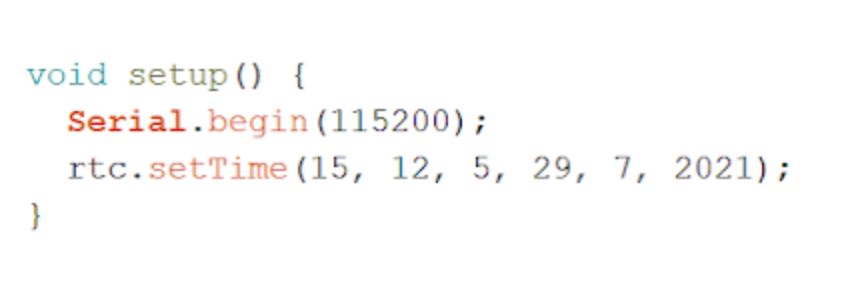 void setup() {
  Serial.begin(115200);
  rtc.setTime(15, 12, 5, 29, 7, 2021);
}